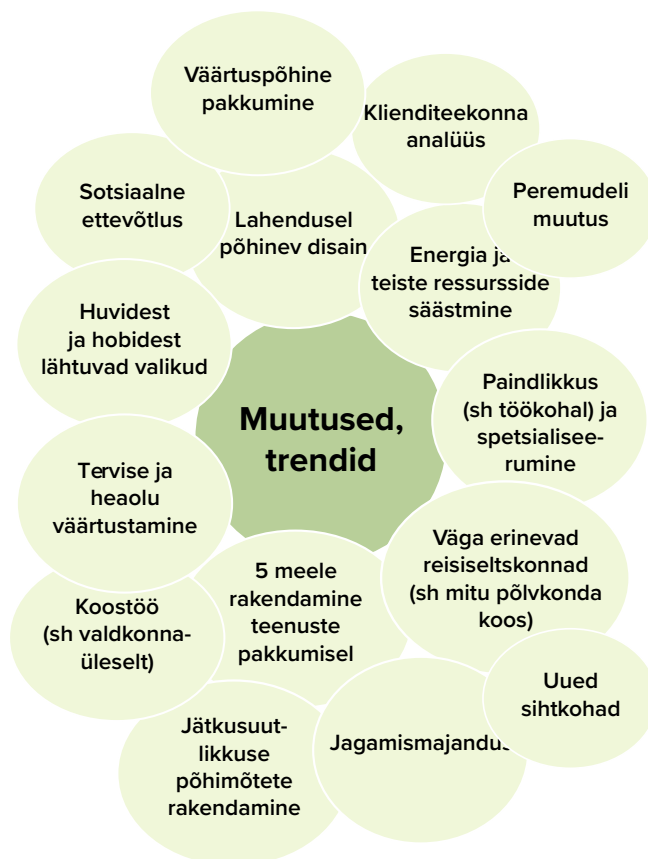 Väärtuspõhine
pakkumine
Klienditeekonna
analüüs
Peremudeli
muutus
Sotsiaalne
ettevõtlus
Lahendusel
põhinev disain
Energia ja
teiste ressursside
säästmine
Huvidest
ja hobidest
lähtuvad valikud
Muutused,
trendid
Paindlikkus
(sh töökohal) ja
spetsialisee-
rumine
Tervise ja
heaolu
väärtustamine
Väga erinevad
reisiseltskonnad
(sh mitu põlvkonda
koos)
5 meele
rakendamine
teenuste
pakkumisel
Koostöö
(sh valdkonna-
üleselt)
Uued
sihtkohad
Jätkusuut-
likkuse
põhimõtete
rakendamine
Jagamismajandus